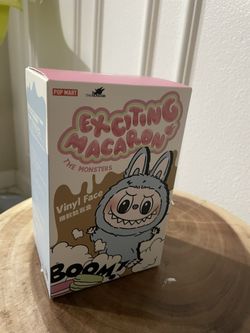 POP MART
EXCITING
MACARON
THE MONSTERS
Vinyl Face
BOOM